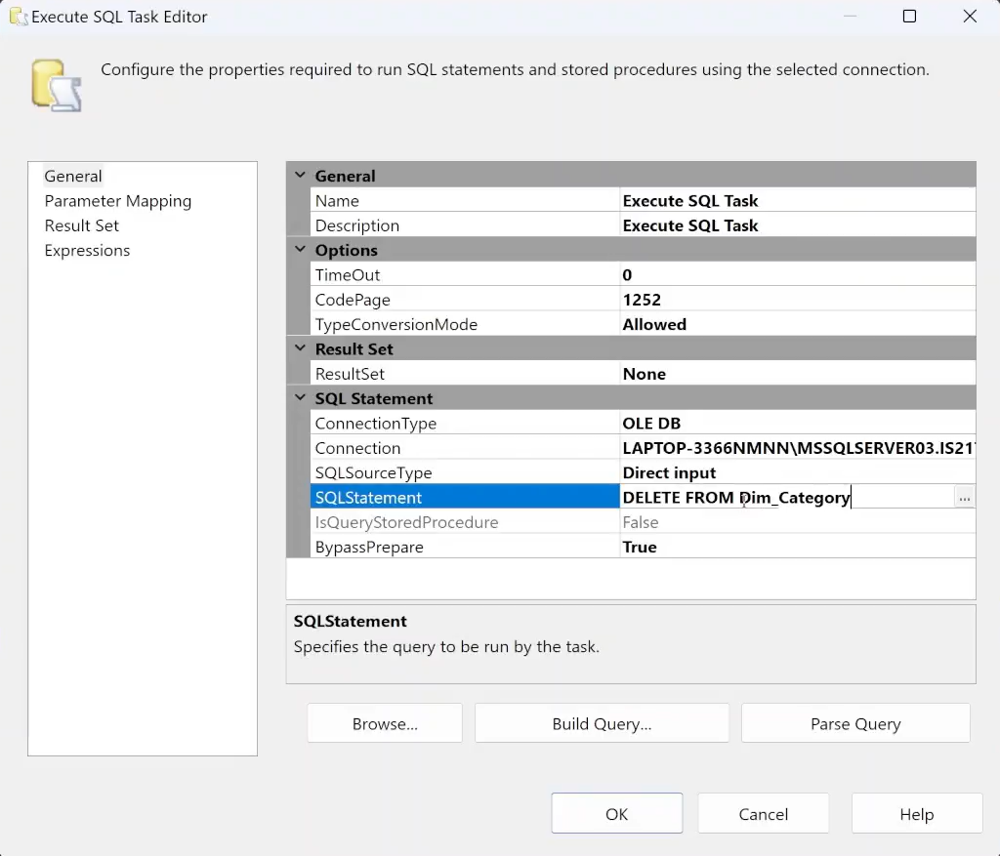 Execute SQL Task Editor
Configure the properties required to run SQL statements and stored procedures using the selected connection.
General
Parameter Mapping
Result Set
Expressions
General
Name Execute SQL Task
Description Execute SQL Task
Options
TimeOut 0
CodePage 1252
TypeConversionMode Allowed
Result Set
ResultSet None
SQL Statement
ConnectionType OLE DB
Connection LAPTOP-3366NMNN\MSSQLSERVER03.IS217
SQLSourceType Direct input
SQLStatement DELETE FROM Dim_Category ...
IsQueryStoredProcedure False
BypassPrepare True
SQLStatement
Specifies the query to be run by the task.
Browse... Build Query... Parse Query
OK Cancel Help